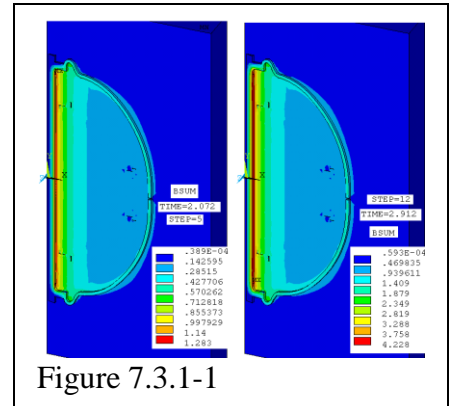 BSUM
TIME=2.072
STEP=5
.389E-04
.142595
.28515
.427706
.570262
.712818
.855373
.997929
1.14
1.283
STEP=12
TIME=2.912
BSUM
.593E-04
.469835
.939611
1.409
1.879
2.349
2.819
3.288
3.758
4.228
Figure 7.3.1-1